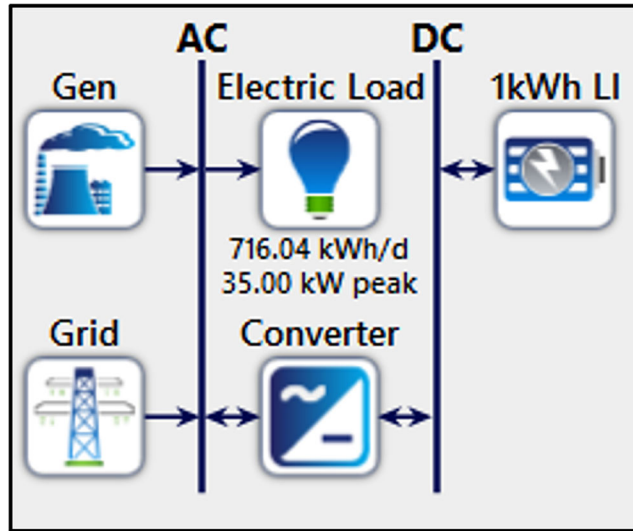 AC DC
Gen Electric Load 1kWh LI
716.04 kWh/d
35.00 kW peak
Grid Converter